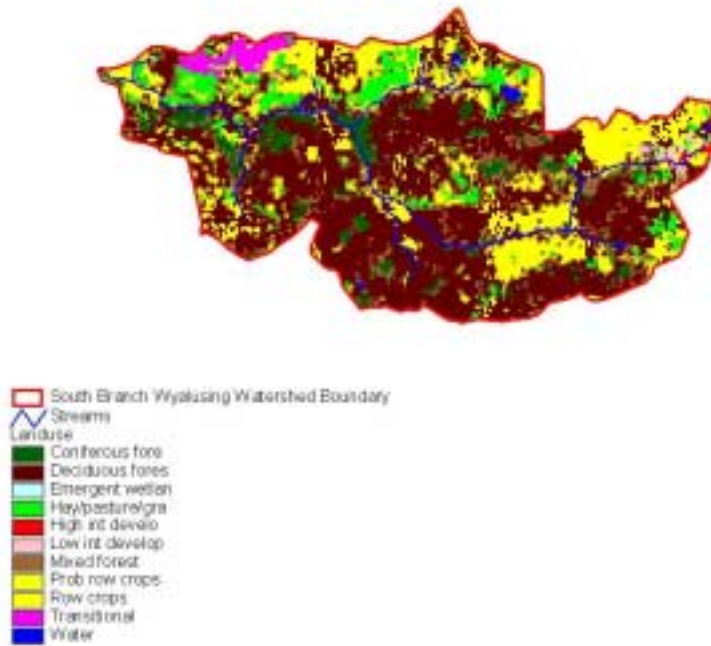 South Branch Wyalusing Watershed Boundary
Streams
Landuse
Coniferous fore
Deciduous fores
Emergent wetlan
Hay/pasture/gra
High int develo
Low int develop
Mixed forest
Prob row crops
Row crops
Transitional
Water